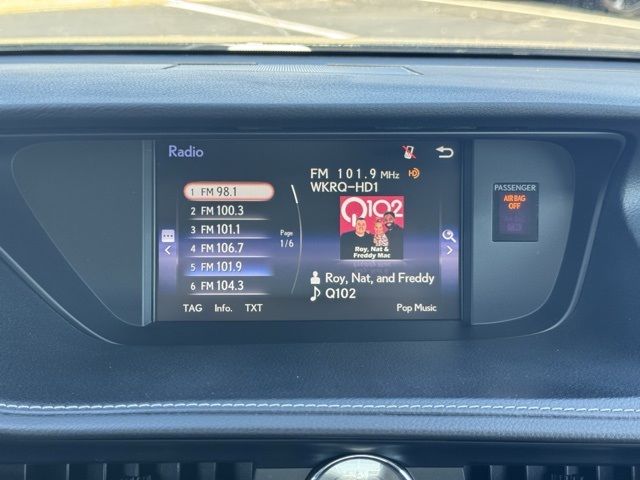 Radio
1 FM 98.1
2 FM 100.3
3 FM 101.1
4 FM 106.7
5 FM 101.9
6 FM 104.3
Page
1/6
FM 101.9 MHz
WKRQ-HD1
Q102
Roy, Nat &
Freddy Mac
Roy, Nat, and Freddy
Q102
TAG Info. TXT
Pop Music
PASSENGER
AIR BAG
OFF